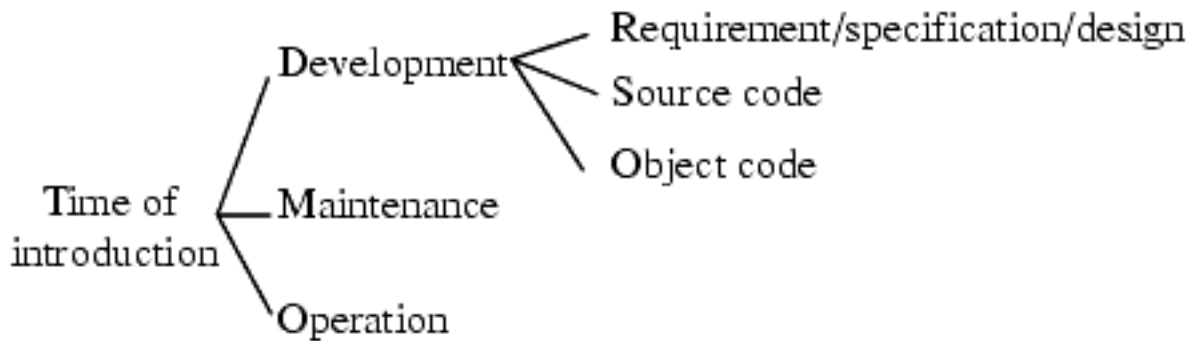 Requirement/specification/design
Development
Source code
Object code
Time of
introduction
Maintenance
Operation